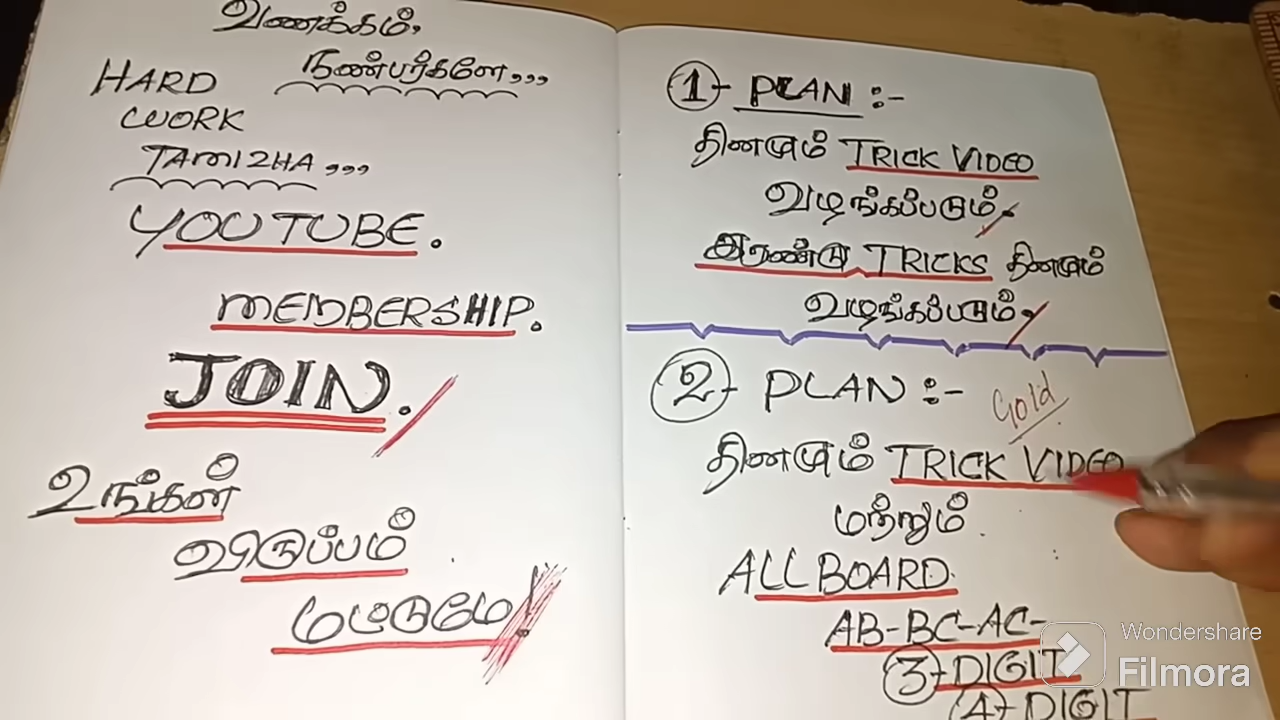 வணக்கம்,
நண்பர்களே,,,
HARD
WORK
TAMIZHA,,,
YOUTUBE.
MEMBERSHIP.
JOIN.
உங்கள்
விருப்பம்
மட்டுமே!
1- PLAN :-
தினமும் TRICK VIDEO
வழங்கப்படும்.
இரண்டு TRICKS தினமும்
வழங்கப்படும்.
2- PLAN :- Gold
தினமும் TRICK VIDEO
மற்றும்
ALL BOARD.
AB-BC-AC-
3-DIGIT
4-DIGIT
Wondershare
Filmora